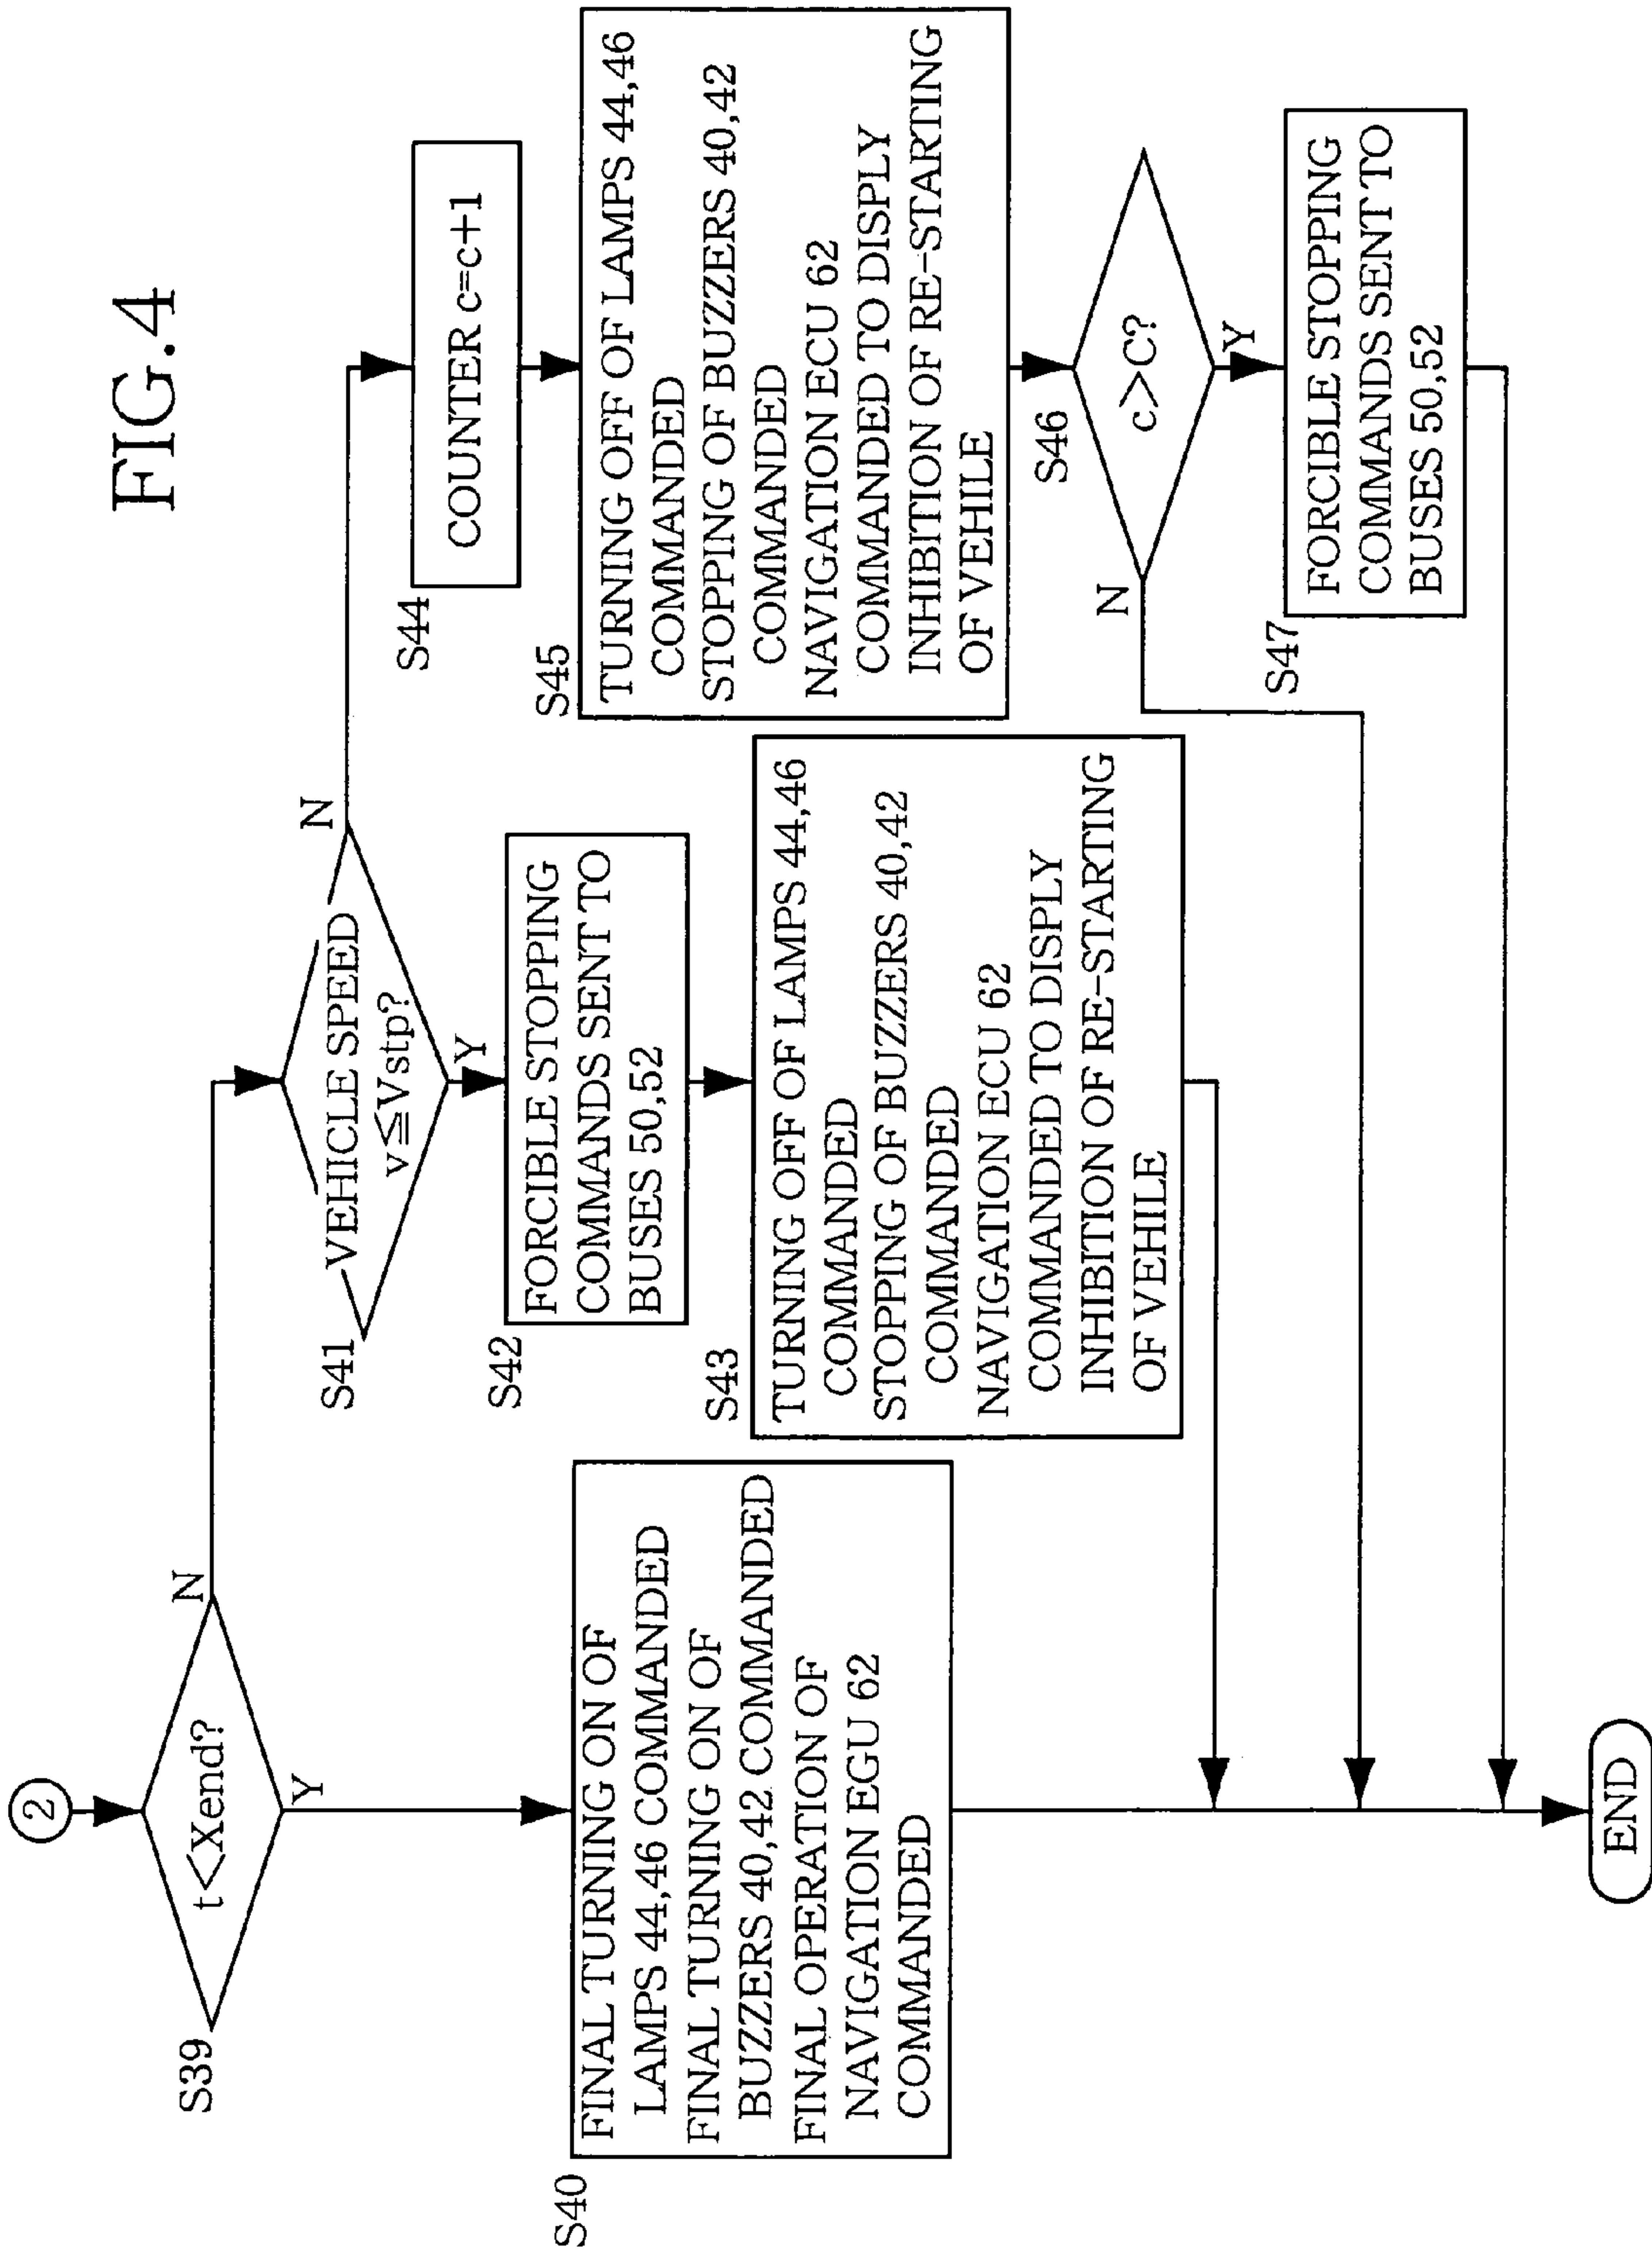 FIG.4
2
S39
t<Xend?
N
Y
S40
FINAL TURNING ON OF
LAMPS 44,46 COMMANDED
FINAL TURNING ON OF
BUZZERS 40,42 COMMANDED
FINAL OPERATION OF
NAVIGATION EGU 62
COMMANDED
S41
VEHICLE SPEED
v≦Vstp?
N
Y
S42
FORCIBLE STOPPING
COMMANDS SENT TO
BUSES 50,52
S43
TURNING OFF OF LAMPS 44,46
COMMANDED
STOPPING OF BUZZERS 40,42
COMMANDED
NAVIGATION ECU 62
COMMANDED TO DISPLY
INHIBITION OF RE-STARTING
OF VEHILE
S44
COUNTER c=c+1
S45
TURNING OFF OF LAMPS 44,46
COMMANDED
STOPPING OF BUZZERS 40,42
COMMANDED
NAVIGATION ECU 62
COMMANDED TO DISPLY
INHIBITION OF RE-STARTING
OF VEHILE
S46
c>C?
N
Y
S47
FORCIBLE STOPPING
COMMANDS SENT TO
BUSES 50,52
END